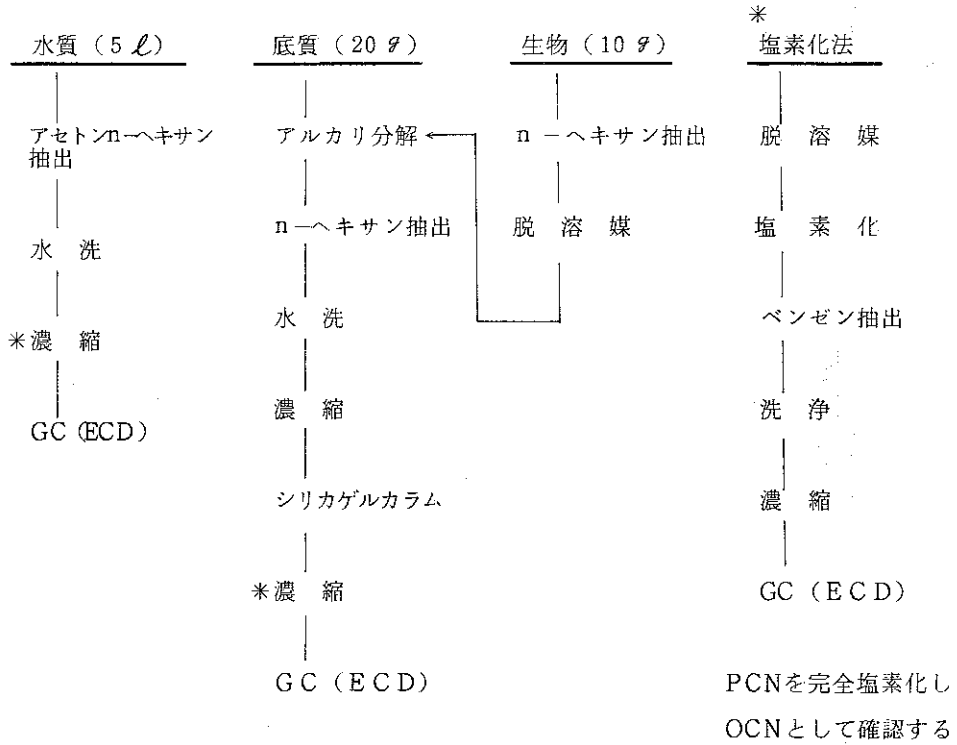 水質（5ℓ）
アセトンn-ヘキサン
抽出
水洗
*濃縮
GC (ECD)
底質（20g）
アルカリ分解
n-ヘキサン抽出
水洗
濃縮
シリカゲルカラム
*濃縮
GC（ECD）
生物（10g）
n-ヘキサン抽出
脱溶媒
*
塩素化法
脱溶媒
塩素化
ベンゼン抽出
洗浄
濃縮
GC（ECD）
PCNを完全塩素化し
OCNとして確認する